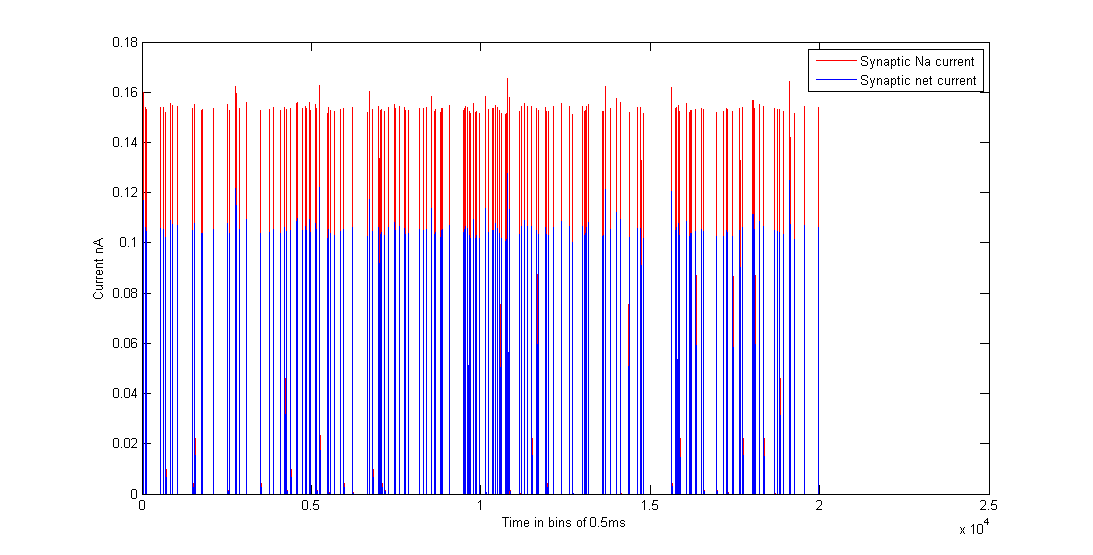 0.18
0.16
0.14
0.12
0.1
0.08
0.06
0.04
0.02
0
Current nA
Synaptic Na current
Synaptic net current
0 0.5 1 1.5 2 2.5
Time in bins of 0.5ms
x 10^4